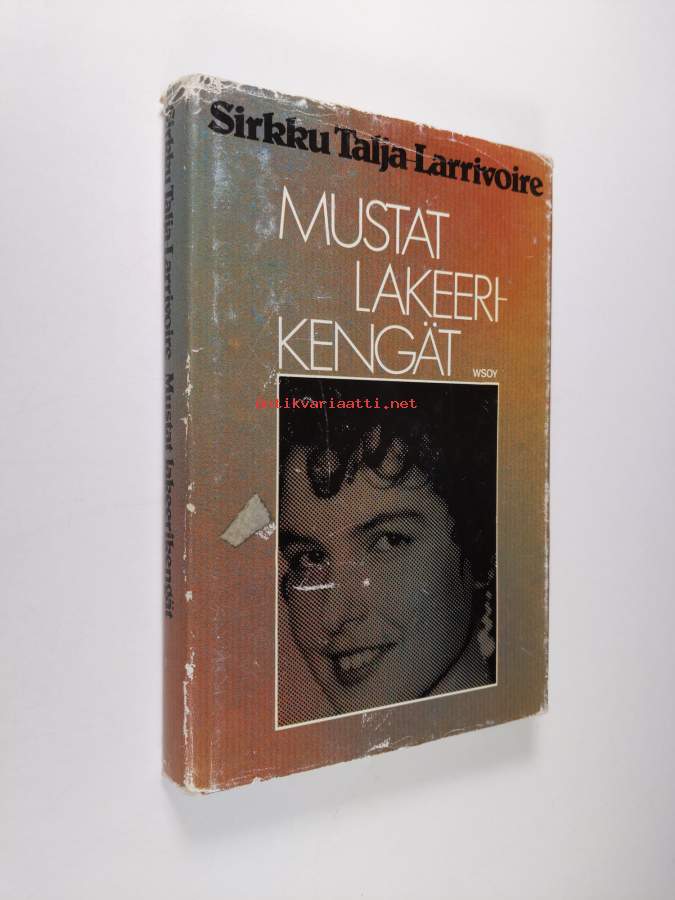 Sirkku Talja Larrivoire
MUSTAT
LAKEERI-
KENGÄT
WSOY
antikvariaatti.net
Sirkku Talja Larrivoire Mustat lakeerikengät